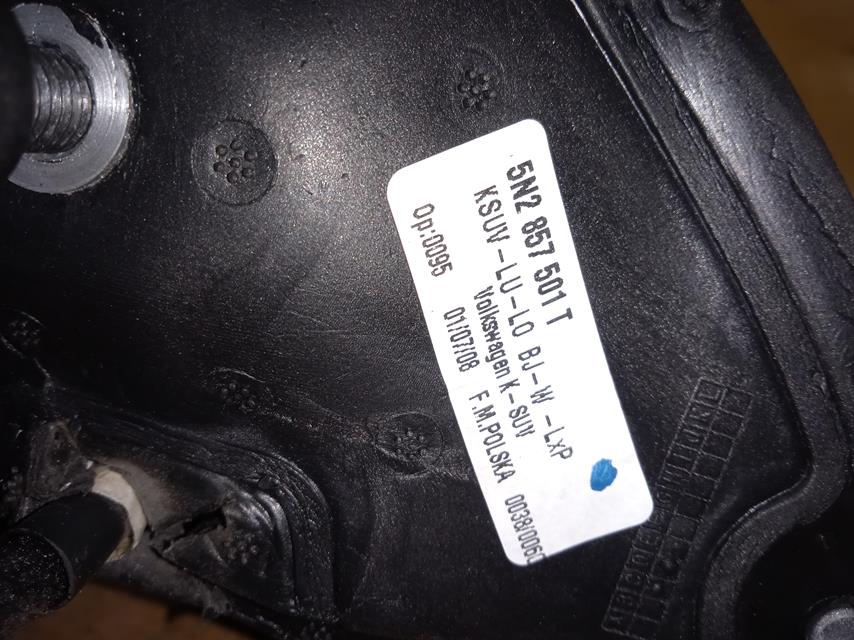 5N2 857 501 T
KSUV-LU-LO BJ-W -LxP
Volkswagen K-SUV
Op:0095 01/07/08 F.M.POLSKA 0038/0060